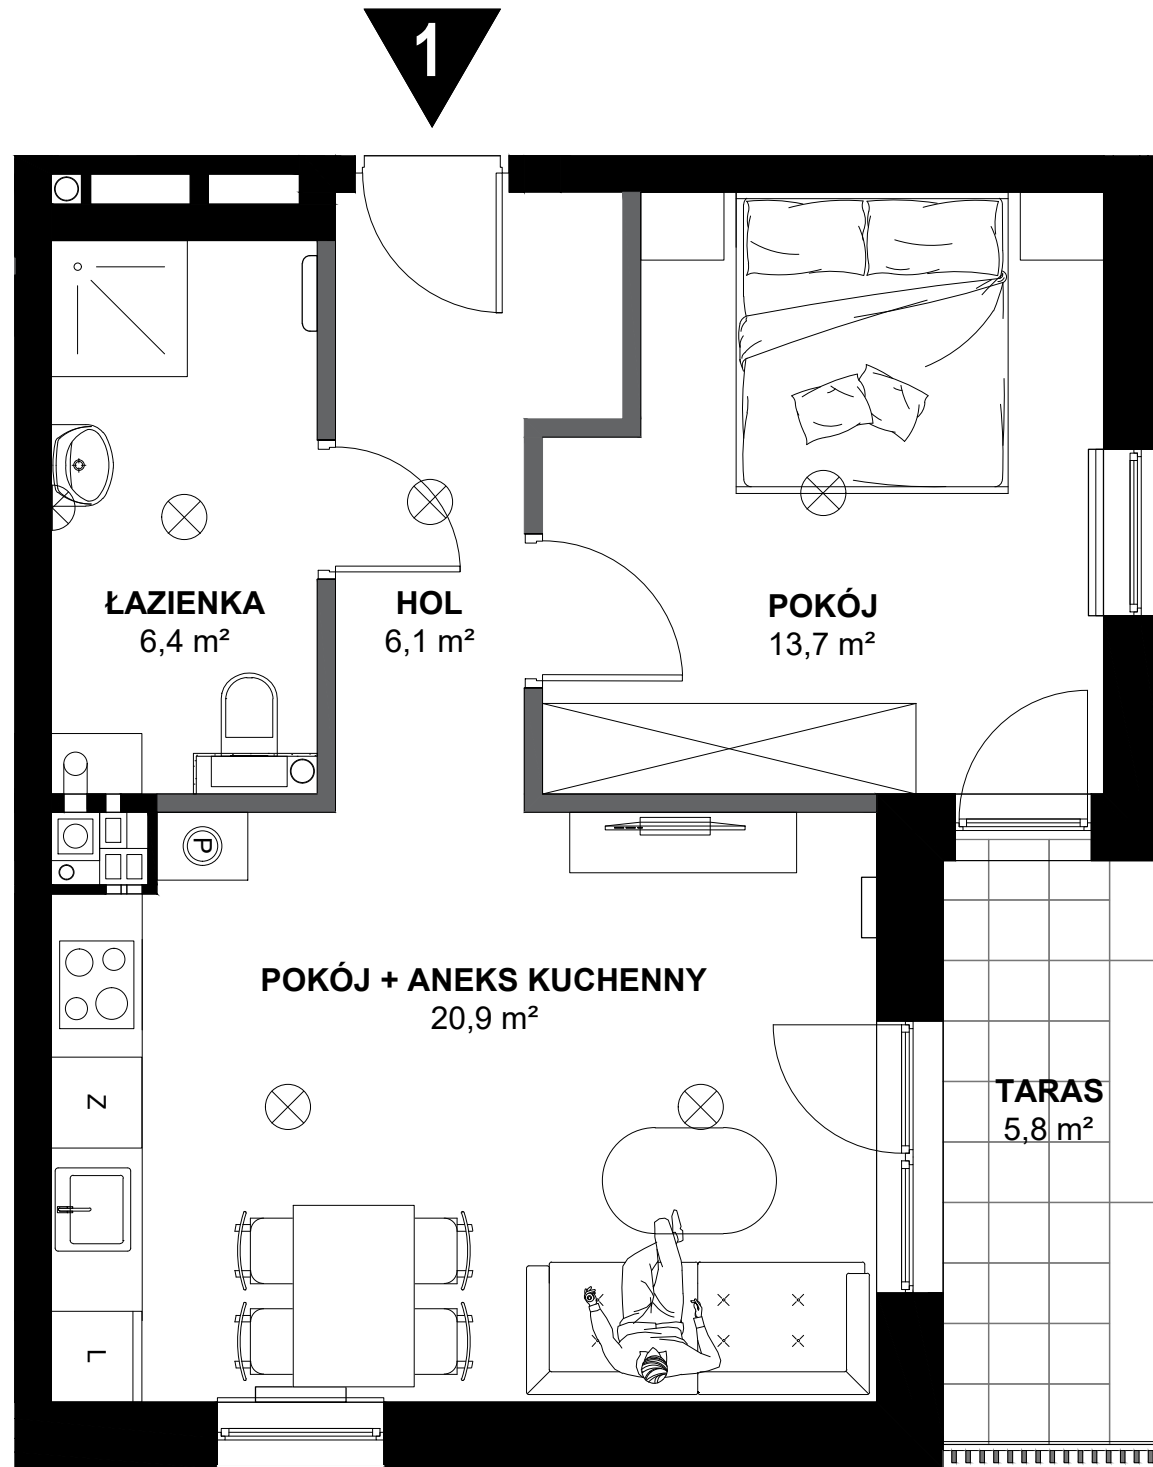 1
ŁAZIENKA
6,4 m²
HOL
6,1 m²
POKÓJ
13,7 m²
P
POKÓJ + ANEKS KUCHENNY
20,9 m²
Z
TARAS
5,8 m²
L